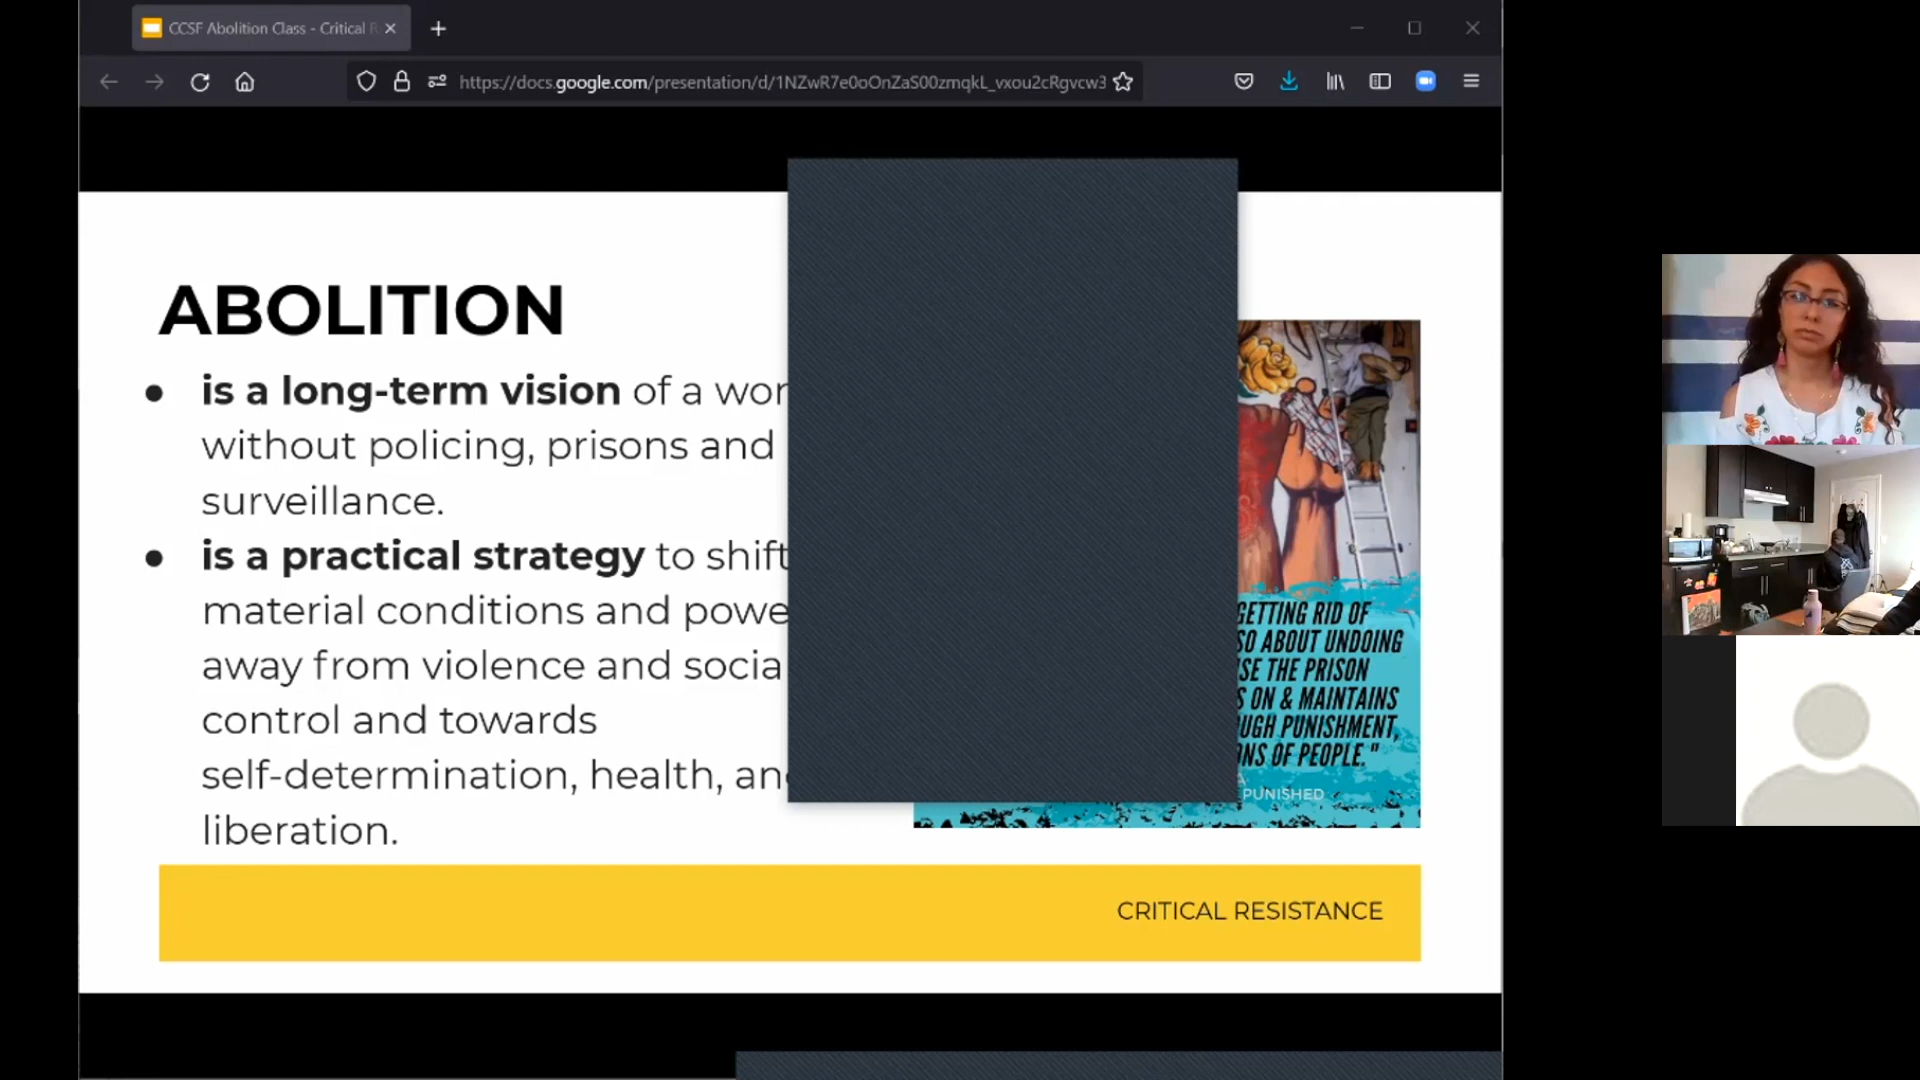 CCSF Abolition Class - Critical
https://docs.google.com/presentation/d/1NZwR7e0oOnZaS00zmqkL_vxou2cRgvcw3
ABOLITION
● is a long-term vision of a wor
without policing, prisons and
surveillance.
● is a practical strategy to shift
material conditions and powe
away from violence and socia
control and towards
self-determination, health, an
liberation.
GETTING RID OF
SO ABOUT UNDOING
SE THE PRISON
S ON & MAINTAINS
UGH PUNISHMENT,
ONS OF PEOPLE."
PUNISHED
CRITICAL RESISTANCE